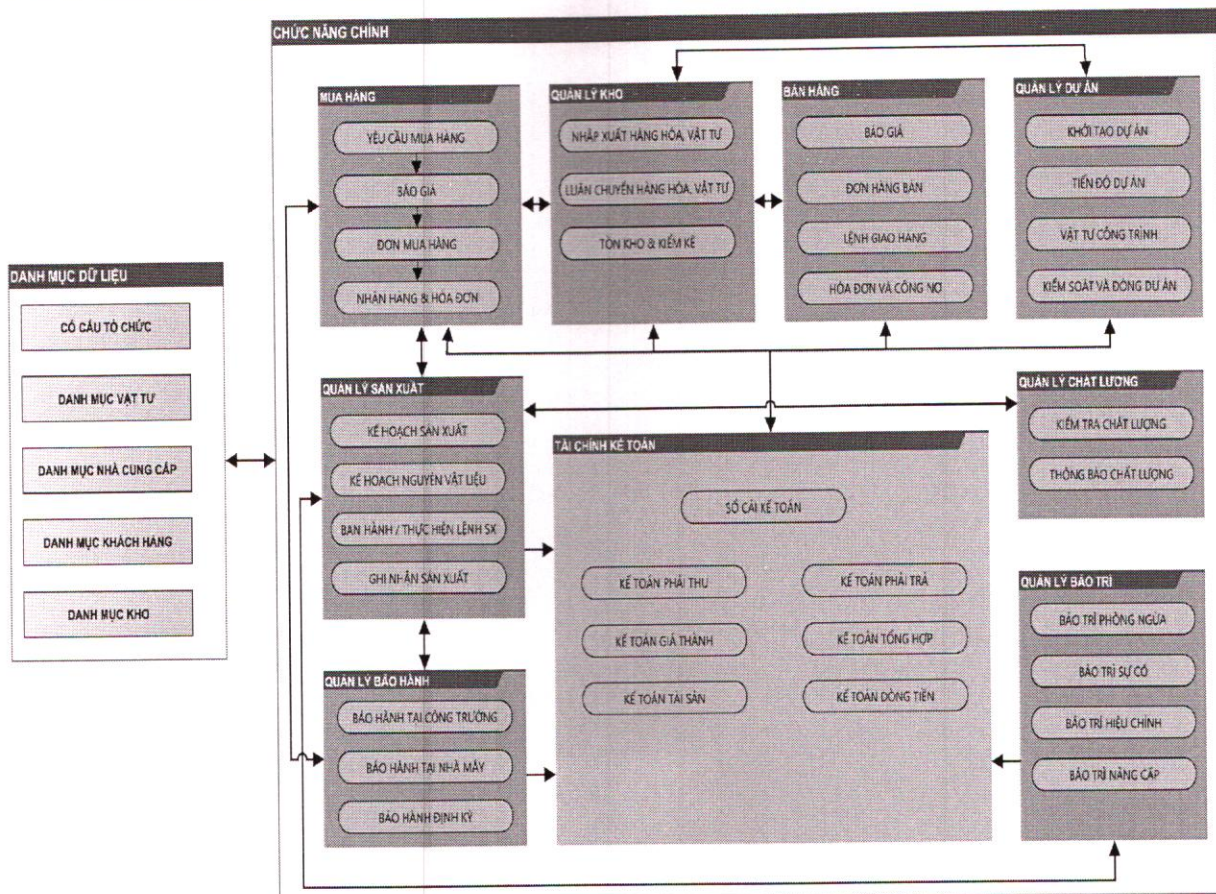 CHỨC NĂNG CHÍNH
MUA HÀNG
YÊU CẦU MUA HÀNG
BÁO GIÁ
ĐƠN MUA HÀNG
NHẬN HÀNG & HÓA ĐƠN
QUẢN LÝ KHO
NHẬP XUẤT HÀNG HÓA, VẬT TƯ
LUÂN CHUYỂN HÀNG HÓA, VẬT TƯ
TỒN KHO & KIỂM KÊ
BÁN HÀNG
BÁO GIÁ
ĐƠN HÀNG BÁN
LỆNH GIAO HÀNG
HÓA ĐƠN VÀ CÔNG NỢ
QUẢN LÝ DỰ ÁN
KHỞI TẠO DỰ ÁN
TIẾN ĐỘ DỰ ÁN
VẬT TƯ CÔNG TRÌNH
KIỂM SOÁT VÀ ĐÓNG DỰ ÁN
DANH MỤC DỮ LIỆU
CƠ CẤU TỔ CHỨC
DANH MỤC VẬT TƯ
DANH MỤC NHÀ CUNG CẤP
DANH MỤC KHÁCH HÀNG
DANH MỤC KHO
QUẢN LÝ SẢN XUẤT
KẾ HOẠCH SẢN XUẤT
KẾ HOẠCH NGUYÊN VẬT LIỆU
BAN HÀNH / THỰC HIỆN LỆNH SX
GHI NHẬN SẢN XUẤT
TÀI CHÍNH KẾ TOÁN
SỔ CÁI KẾ TOÁN
KẾ TOÁN PHẢI THU
KẾ TOÁN PHẢI TRẢ
KẾ TOÁN GIÁ THÀNH
KẾ TOÁN TỔNG HỢP
KẾ TOÁN TÀI SẢN
KẾ TOÁN DÒNG TIỀN
QUẢN LÝ CHẤT LƯỢNG
KIỂM TRA CHẤT LƯỢNG
THÔNG BÁO CHẤT LƯỢNG
QUẢN LÝ BẢO HÀNH
BẢO HÀNH TẠI CÔNG TRƯỜNG
BẢO HÀNH TẠI NHÀ MÁY
BẢO HÀNH ĐỊNH KỲ
QUẢN LÝ BẢO TRÌ
BẢO TRÌ PHÒNG NGỪA
BẢO TRÌ SỰ CỐ
BẢO TRÌ HIỆU CHỈNH
BẢO TRÌ NÂNG CẤP